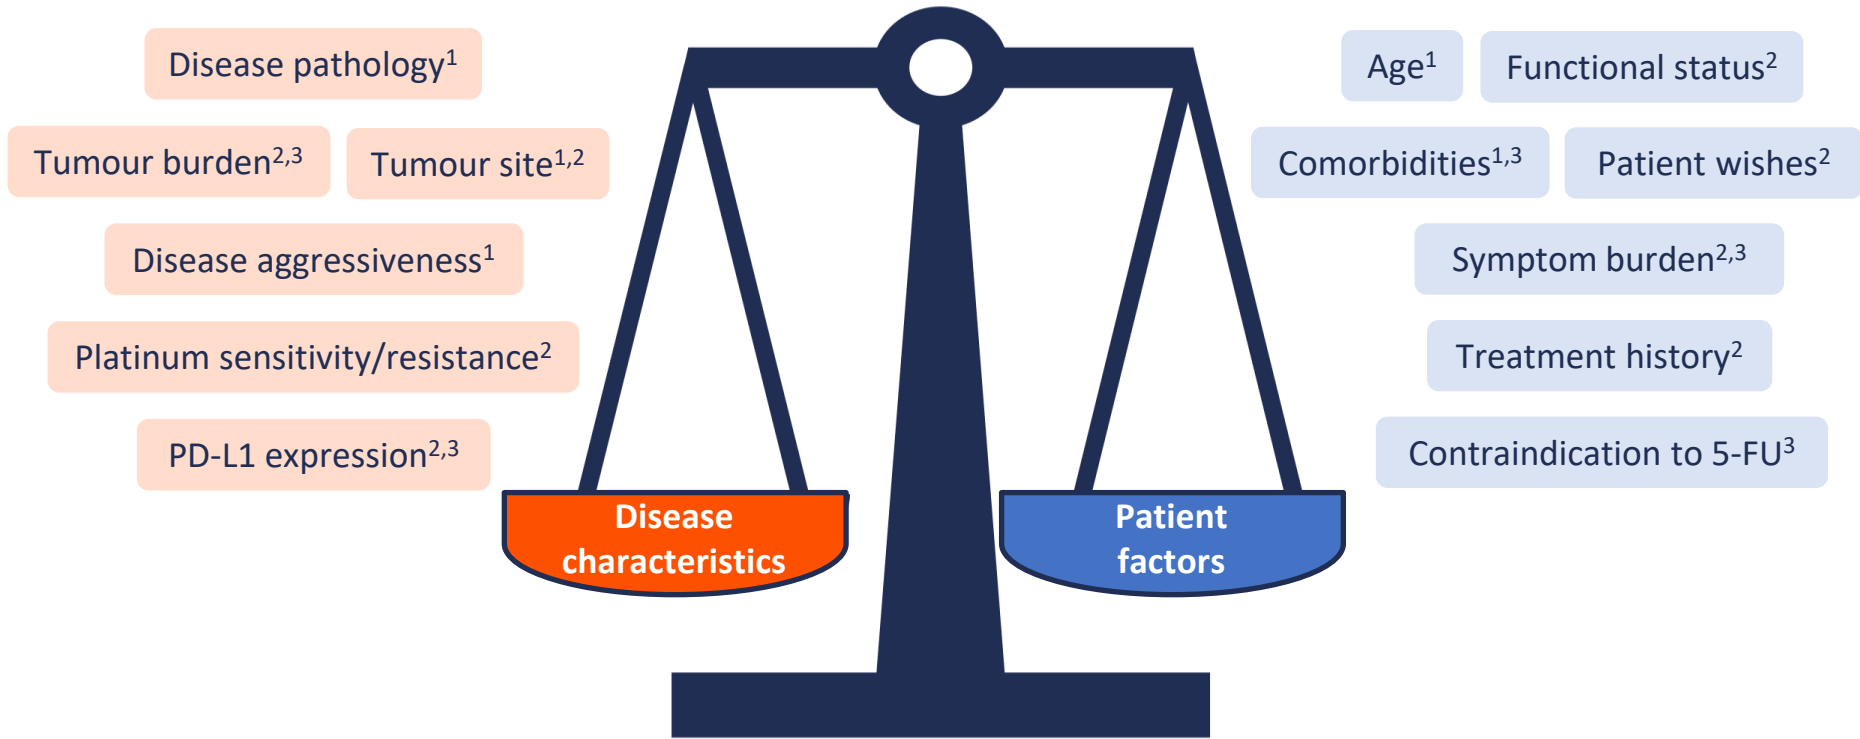 Disease pathology¹
Tumour burden²,³
Tumour site¹,²
Disease aggressiveness¹
Platinum sensitivity/resistance²
PD-L1 expression²,³
Disease
characteristics
Age¹
Functional status²
Comorbidities¹,³
Patient wishes²
Symptom burden²,³
Treatment history²
Contraindication to 5-FU³
Patient
factors